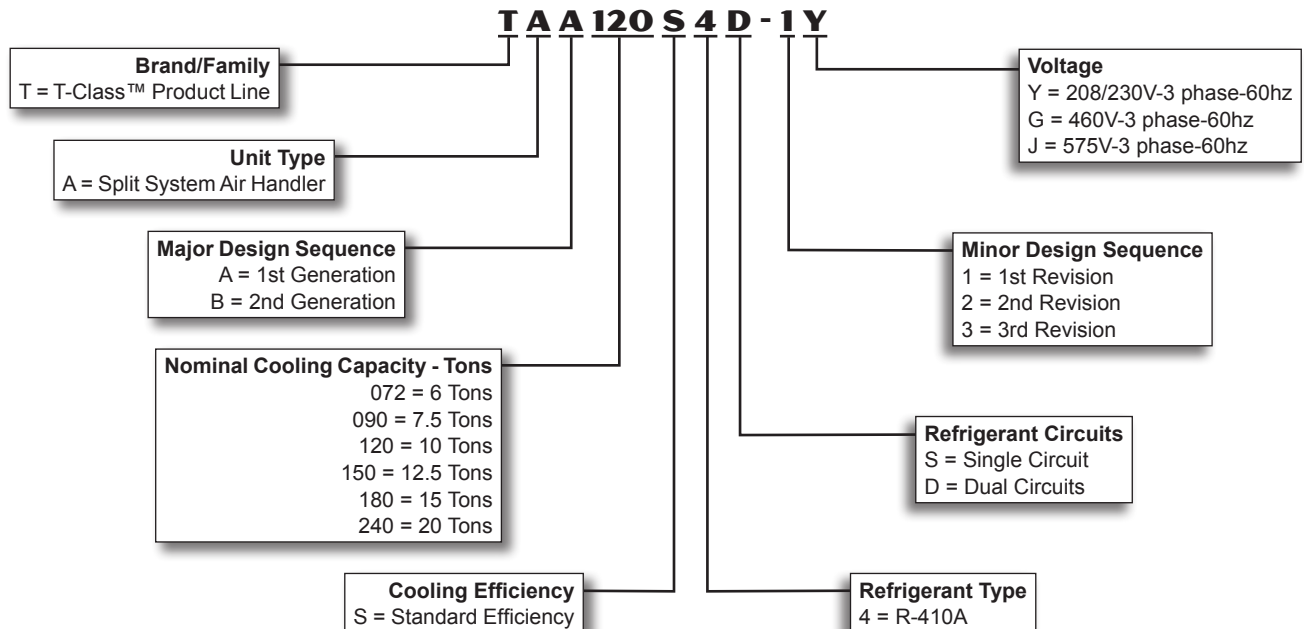 TAA120S4D-1Y
Brand/Family
T = T-Class™ Product Line
Unit Type
A = Split System Air Handler
Major Design Sequence
A = 1st Generation
B = 2nd Generation
Nominal Cooling Capacity - Tons
072 = 6 Tons
090 = 7.5 Tons
120 = 10 Tons
150 = 12.5 Tons
180 = 15 Tons
240 = 20 Tons
Cooling Efficiency
S = Standard Efficiency
Voltage
Y = 208/230V-3 phase-60hz
G = 460V-3 phase-60hz
J = 575V-3 phase-60hz
Minor Design Sequence
1 = 1st Revision
2 = 2nd Revision
3 = 3rd Revision
Refrigerant Circuits
S = Single Circuit
D = Dual Circuits
Refrigerant Type
4 = R-410A